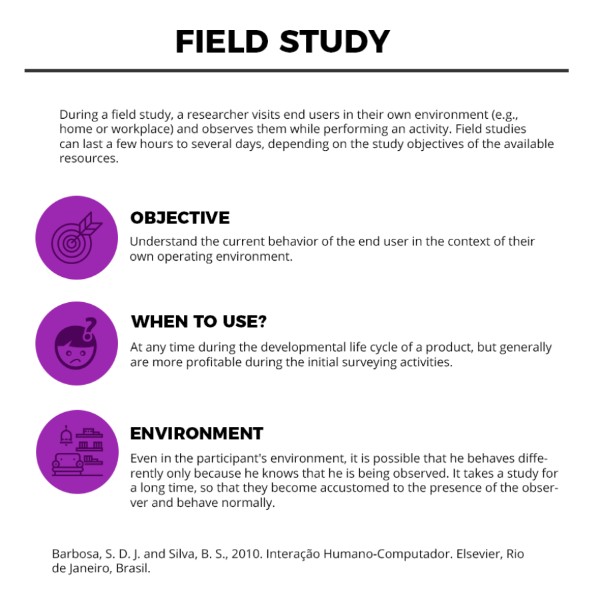 FIELD STUDY
During a field study, a researcher visits end users in their own environment (e.g.,
home or workplace) and observes them while performing an activity. Field studies
can last a few hours to several days, depending on the study objectives of the available
resources.
OBJECTIVE
Understand the current behavior of the end user in the context of their
own operating environment.
WHEN TO USE?
At any time during the developmental life cycle of a product, but generally
are more profitable during the initial surveying activities.
ENVIRONMENT
Even in the participant's environment, it is possible that he behaves diffe-
rently only because he knows that he is being observed. It takes a study for
a long time, so that they become accustomed to the presence of the obser-
ver and behave normally.
Barbosa, S. D. J. and Silva, B. S., 2010. Interação Humano-Computador. Elsevier, Rio
de Janeiro, Brasil.